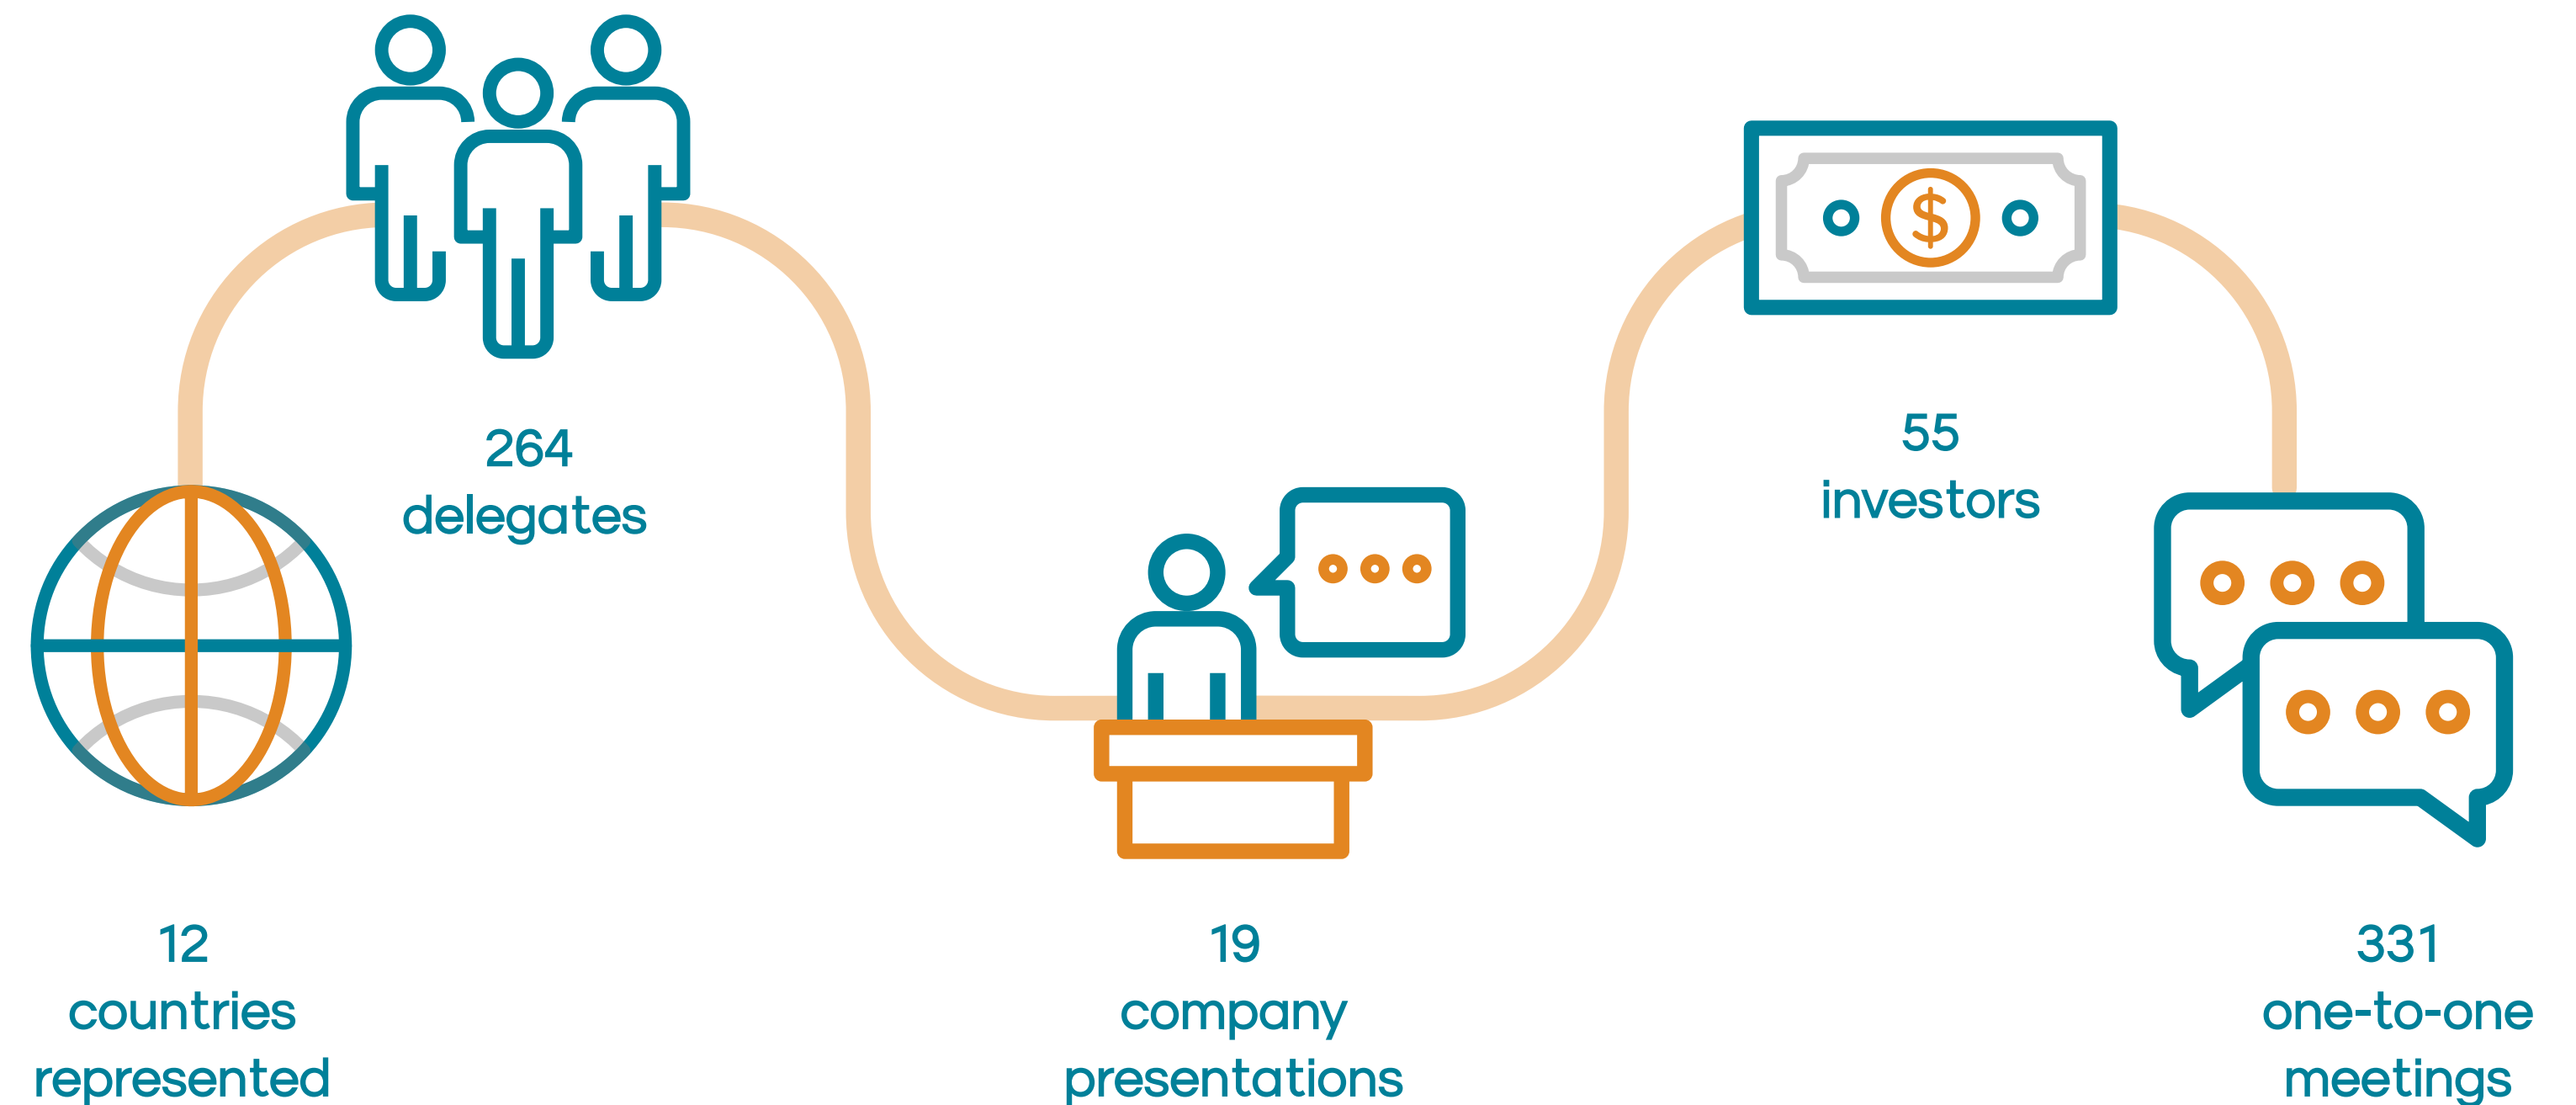 12
countries
represented
264
delegates
19
company
presentations
$
55
investors
331
one-to-one
meetings